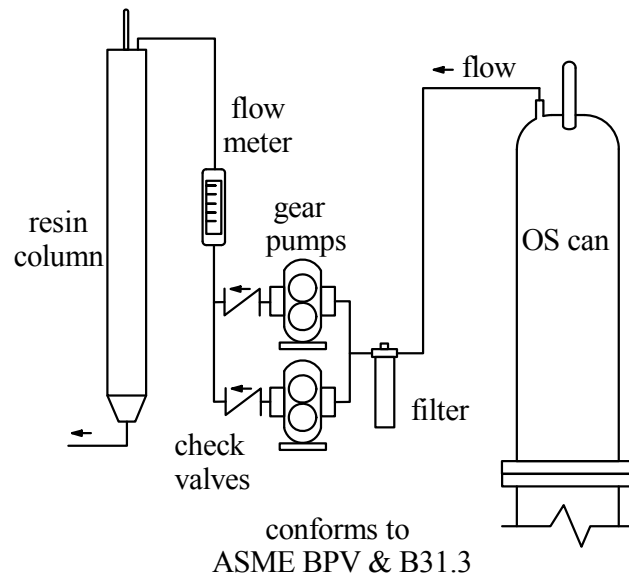 flow
flow
meter
gear
pumps
resin
column
OS can
filter
check
valves
conforms to
ASME BPV & B31.3